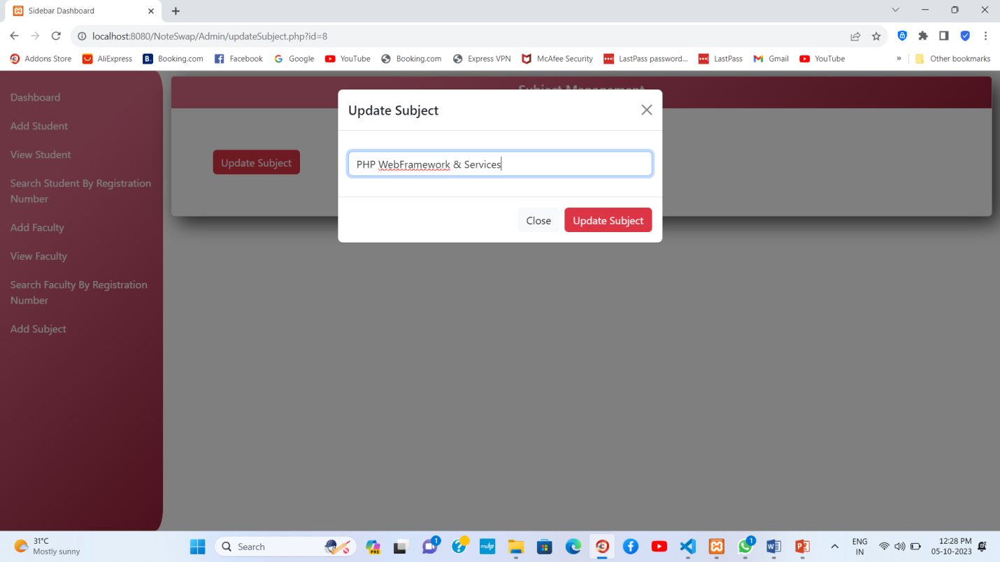 Sidebar Dashboard
localhost:8080/NoteSwap/Admin/updateSubject.php?id=8
Addons Store
AliExpress
B.
Booking.com
Facebook
Google
YouTube
Booking.com
Express VPN
McAfee Security
LastPass password...
LastPass
Gmail
YouTube
»
Other bookmarks
Dashboard
Add Student
View Student
Search Student By Registration
Number
Add Faculty
View Faculty
Search Faculty By Registration
Number
Add Subject
Subject Management
Update Subject
Update Subject
PHP WebFramework & Services
Close
Update Subject
31°C
Mostly sunny
Search
PRE
1
myhp
1
ENG
IN
12:28 PM
05-10-2023